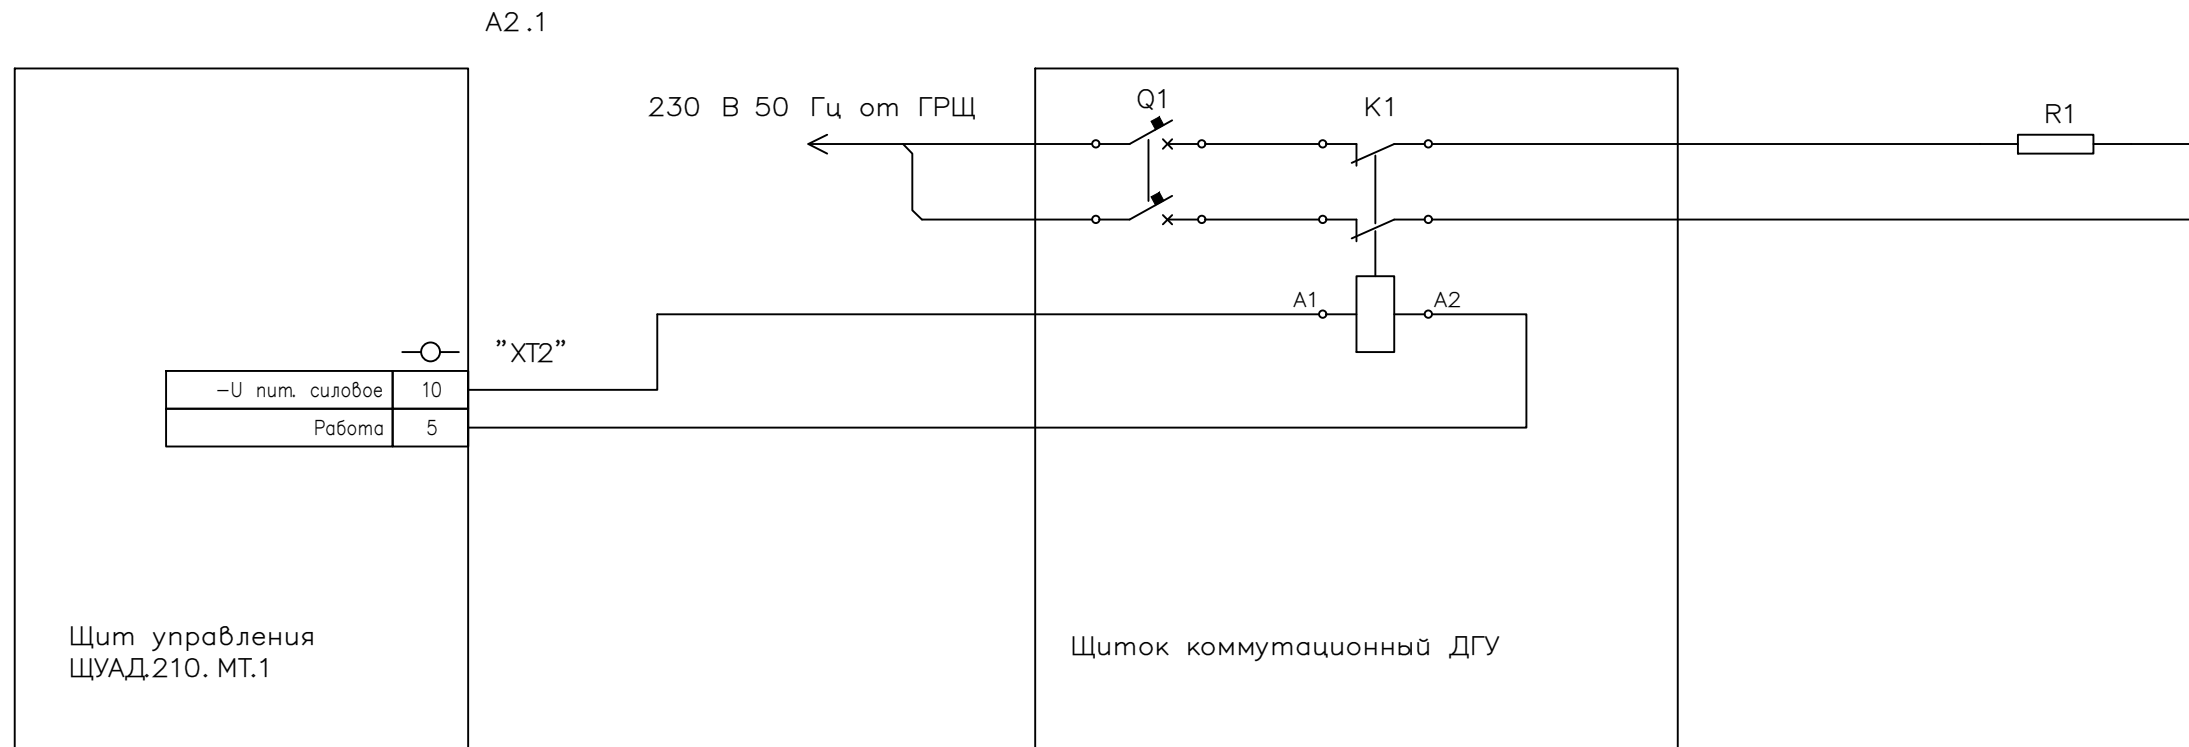 A2.1
230 В 50 Гц от ГРЩ
Q1
K1
R1
A1
A2
"XT2"
-U пит. силовое 10
Работа 5
Щит управления
ЩУАД.210. МТ.1
Щиток коммутационный ДГУ